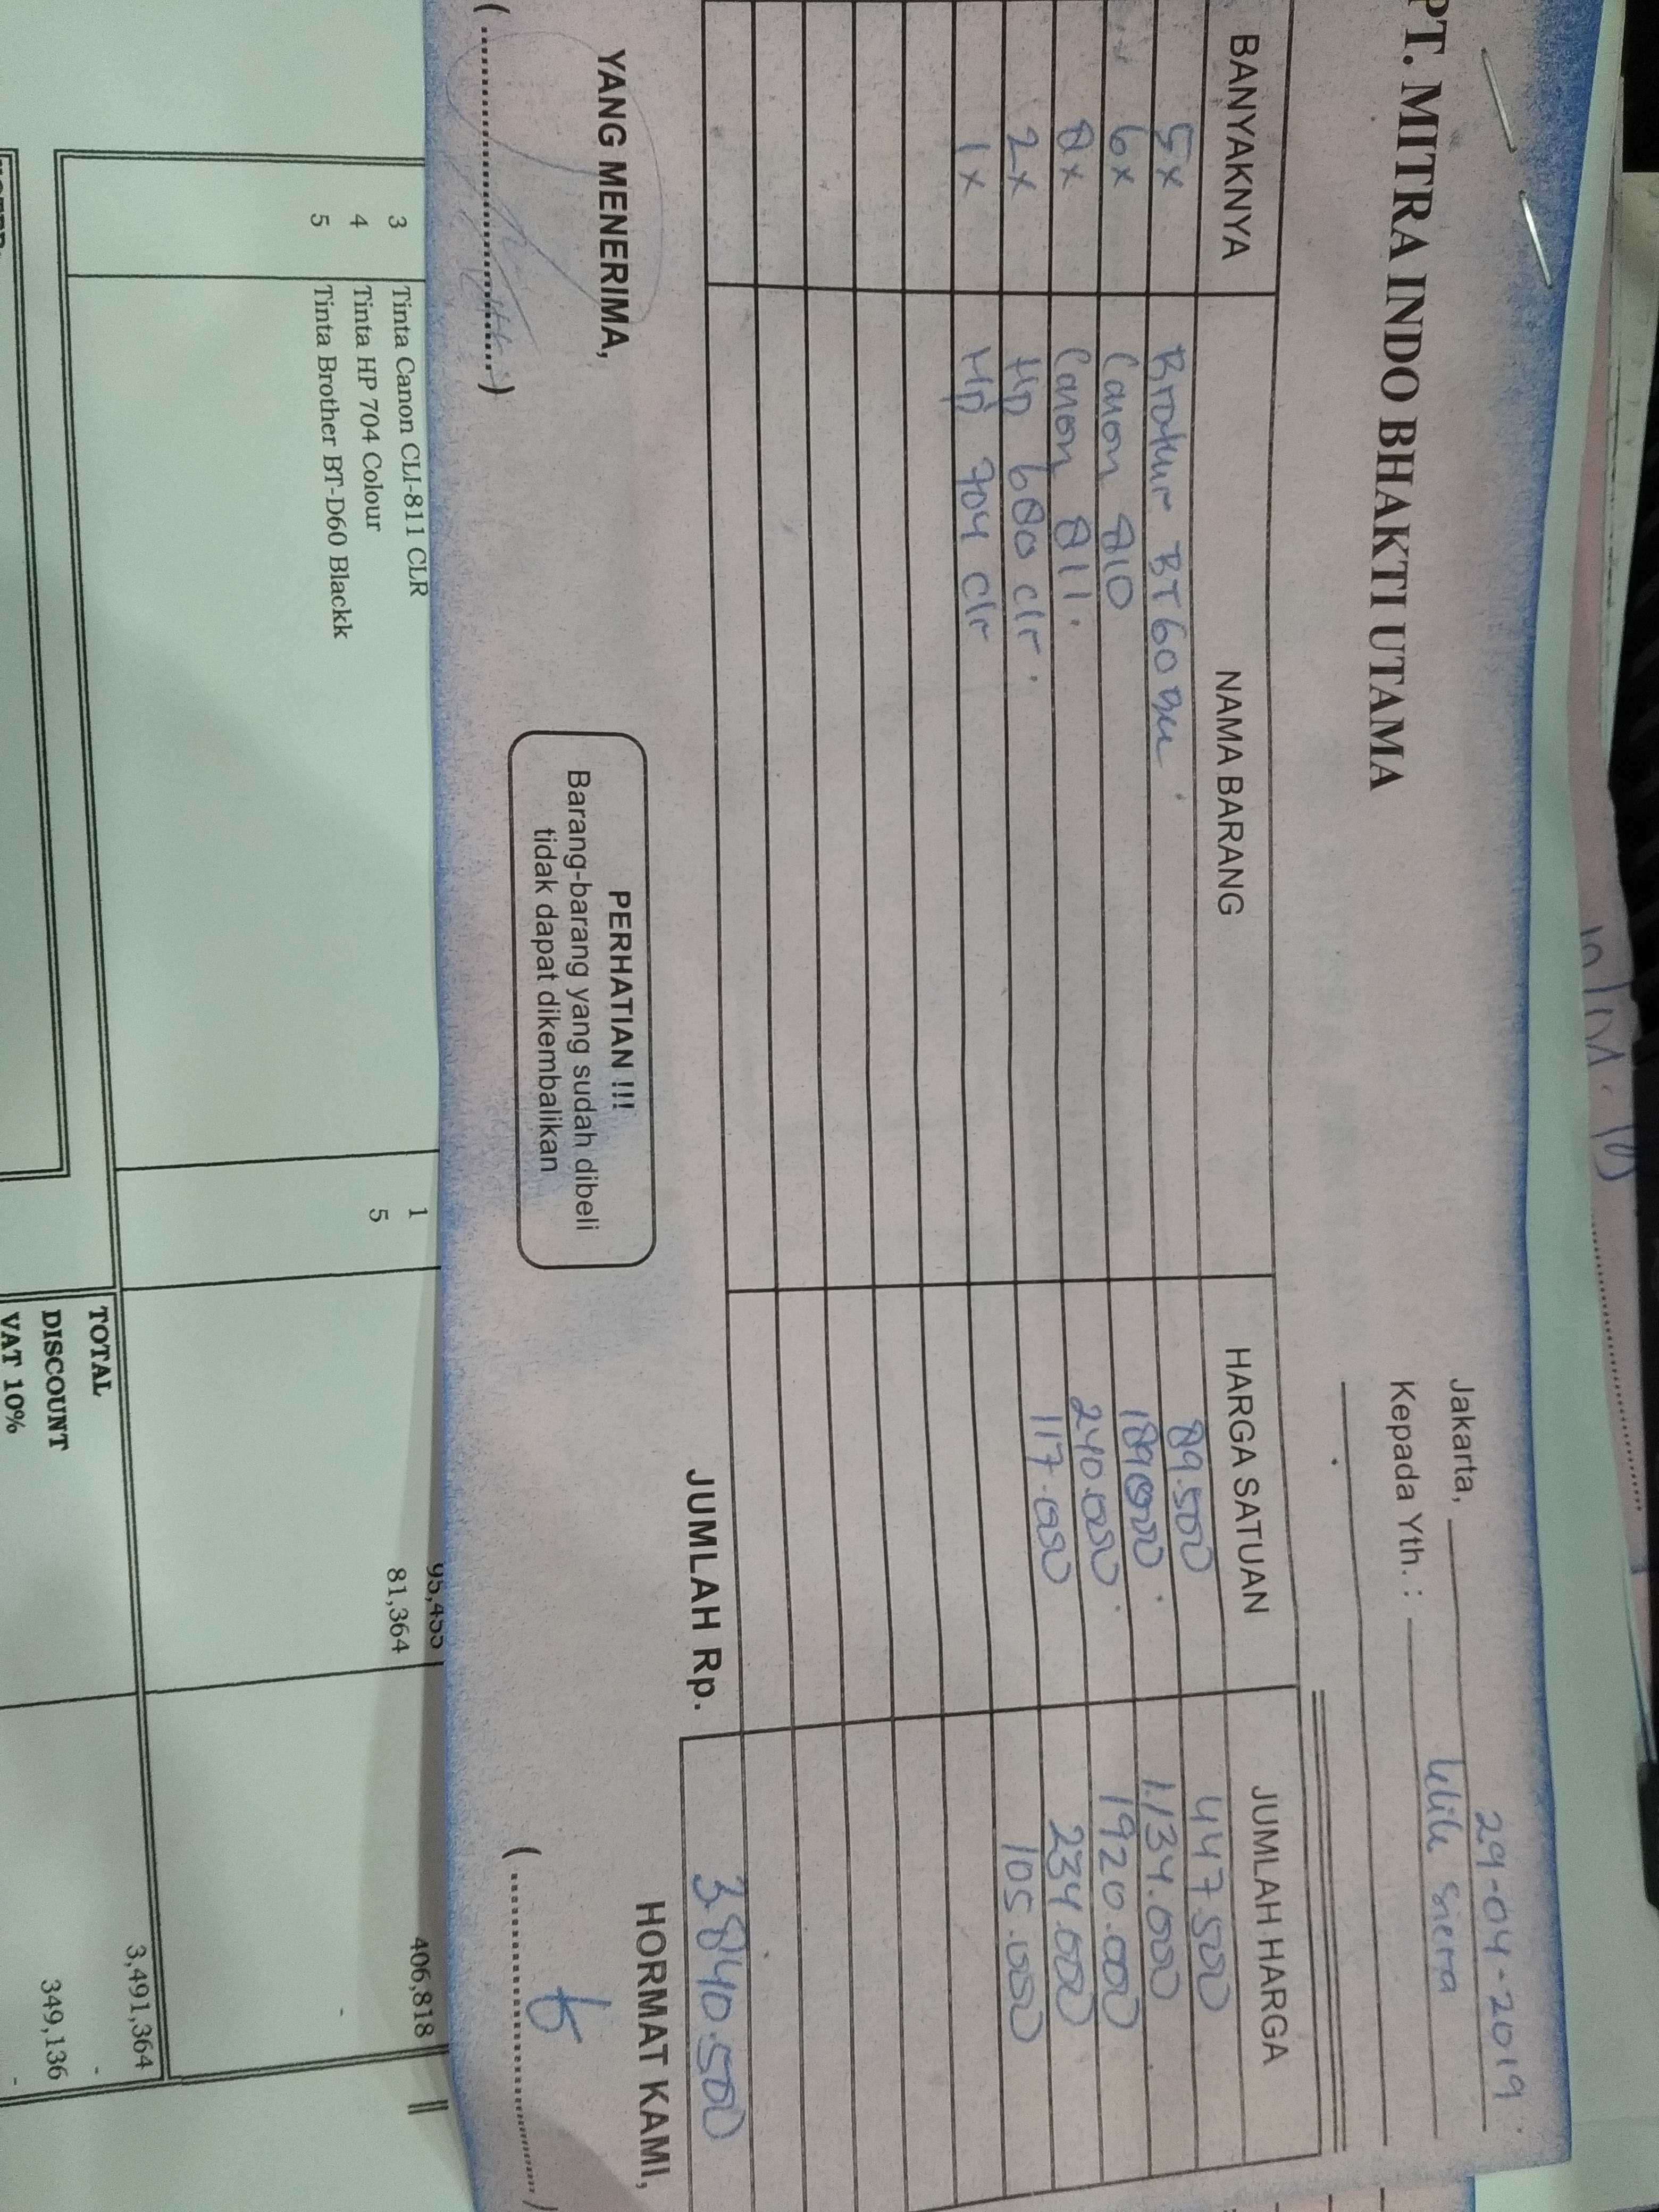 PT. MITRA INDO BHAKTI UTAMA
Jakarta, 29-04-2019
Kepada Yth. :
BANYAKNYA NAMA BARANG HARGA SATUAN JUMLAH HARGA
5x Brother BT60 89.500 447.500
6x Canon 810 189.000 1.134.000
8x Canon 811 240.000 1920.000
2x Hp 680 clr 117.000 234.000
1x Hp 704 clr 105.000
JUMLAH Rp. 3.840.500
YANG MENERIMA, HORMAT KAMI,
PERHATIAN !!!
Barang-barang yang sudah dibeli
tidak dapat dikembalikan
3 Tinta Canon CLI-811 CLR
4 Tinta HP 704 Colour 1 95,455
5 Tinta Brother BT-D60 Blackk 5 81,364 406,818
TOTAL 3,491,364
DISCOUNT -
VAT 10% 349,136